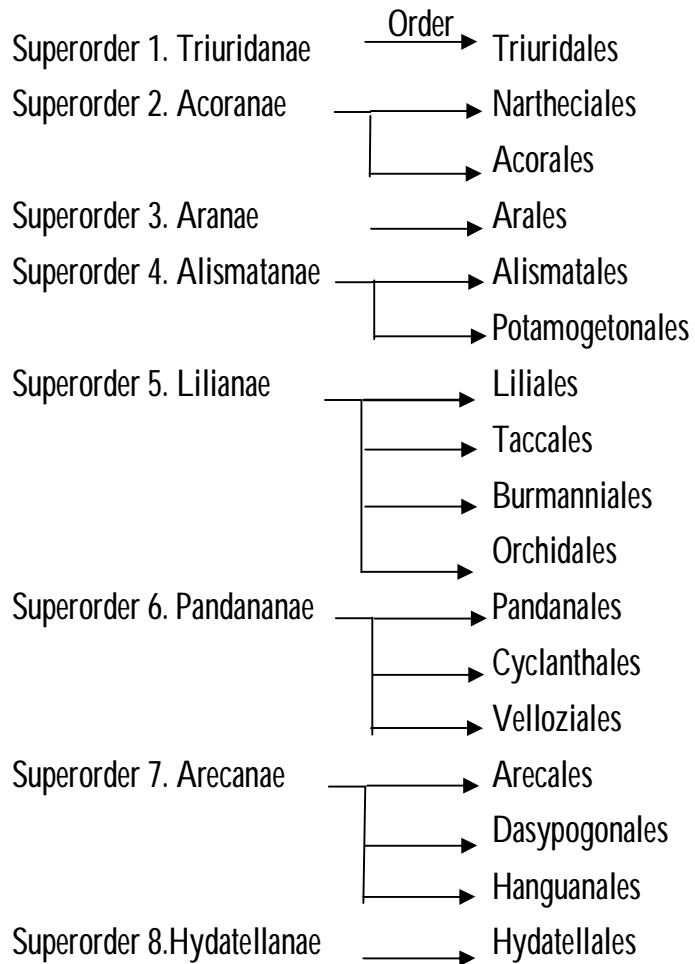 Order
Superorder 1. Triuridanae Triuridales
Superorder 2. Acoranae Nartheciales
Acorales
Superorder 3. Aranae Arales
Superorder 4. Alismatanae Alismatales
Potamogetonales
Superorder 5. Lilianae Liliales
Taccales
Burmanniales
Orchidales
Superorder 6. Pandananae Pandanales
Cyclanthales
Velloziales
Superorder 7. Arecanae Arecales
Dasypogonales
Hanguanales
Superorder 8.Hydatellanae Hydatellales